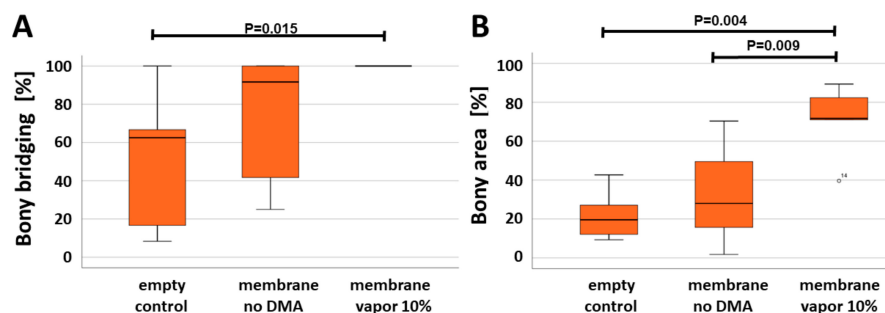 A
P=0.015
Bony bridging [%]
100
80
60
40
20
0
empty
control
membrane
no DMA
membrane
vapor 10%
B
P=0.004
P=0.009
Bony area [%]
100
80
60
40
20
0
14
empty
control
membrane
no DMA
membrane
vapor 10%